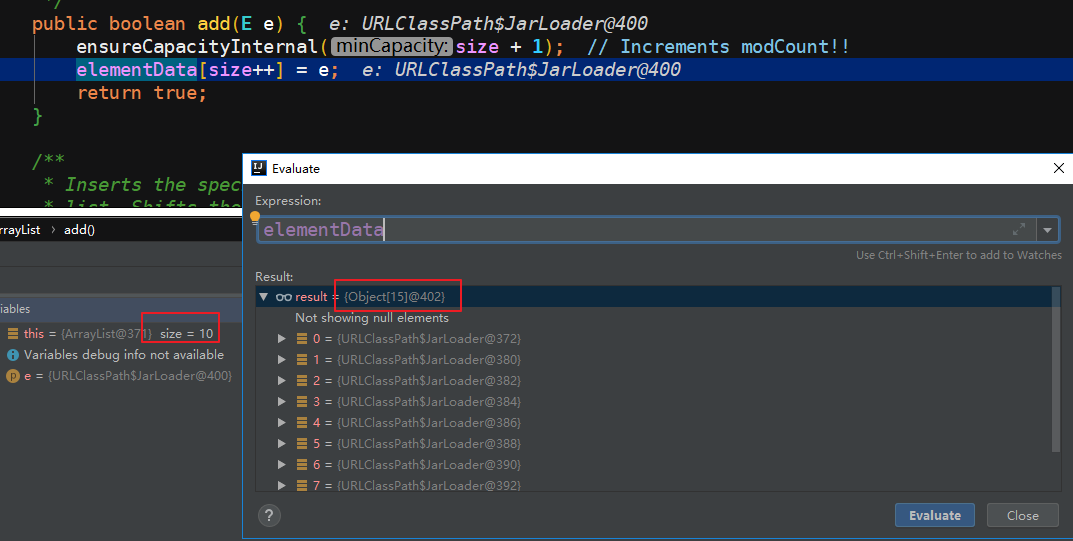 */
public boolean add(E e) { e: URLClassPath$JarLoader@400
ensureCapacityInternal( minCapacity: size + 1); // Increments modCount!!
elementData[size++] = e; e: URLClassPath$JarLoader@400
return true;
}
/**
* Inserts the spec
* list. Shifts the
rrayList › add()
iables
this = {ArrayList@371} size = 10
Variables debug info not available
p e = {URLClassPath$JarLoader@400}
IJ Evaluate
Expression:
elementData
Use Ctrl+Shift+Enter to add to Watches
Result:
result = {Object[15]@402}
Not showing null elements
0 = {URLClassPath$JarLoader@372}
1 = {URLClassPath$JarLoader@380}
2 = {URLClassPath$JarLoader@382}
3 = {URLClassPath$JarLoader@384}
4 = {URLClassPath$JarLoader@386}
5 = {URLClassPath$JarLoader@388}
6 = {URLClassPath$JarLoader@390}
7 = {URLClassPath$JarLoader@392}
? Evaluate Close